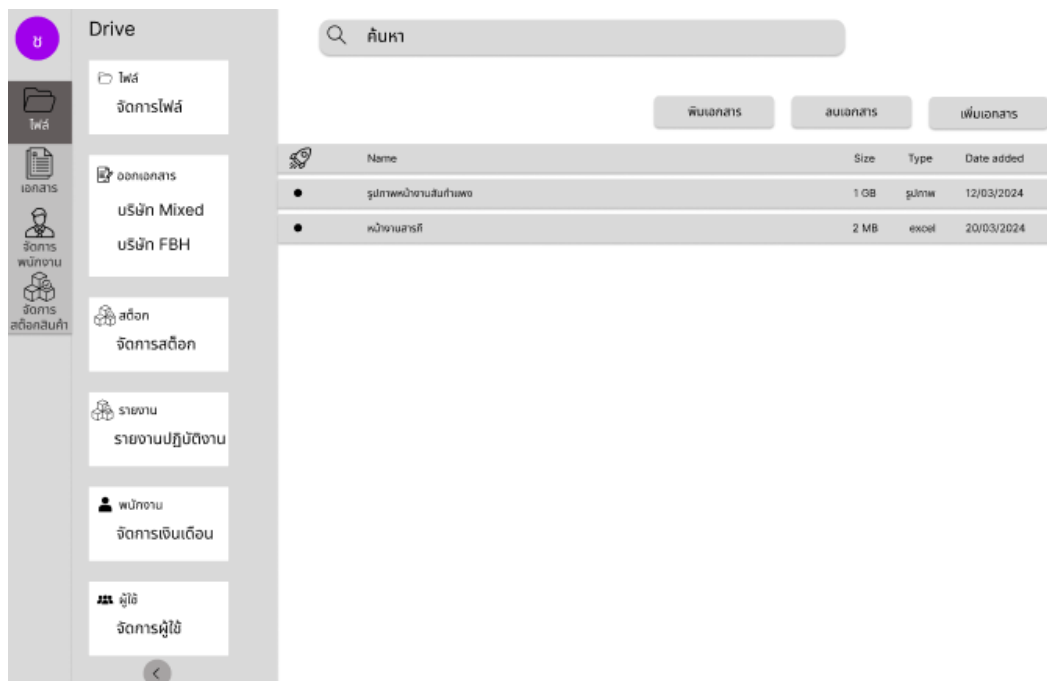 ช
ไฟล์
เอกสาร
จัดการ
พนักงาน
จัดการ
สต๊อกสินค้า
Drive
ไฟล์
จัดการไฟล์
ออกเอกสาร
บริษัท Mixed
บริษัท FBH
สต็อก
จัดการสต็อก
รายงาน
รายงานปฏิบัติงาน
พนักงาน
จัดการเงินเดือน
ผู้ใช้
จัดการผู้ใช้
ค้นหา
พิมเอกสาร ลบเอกสาร เพิ่มเอกสาร
Name Size Type Date added
รูปภาพหน้างานสันกำแพง 1 GB รูปภาพ 12/03/2024
หน้างานสารภี 2 MB excel 20/03/2024